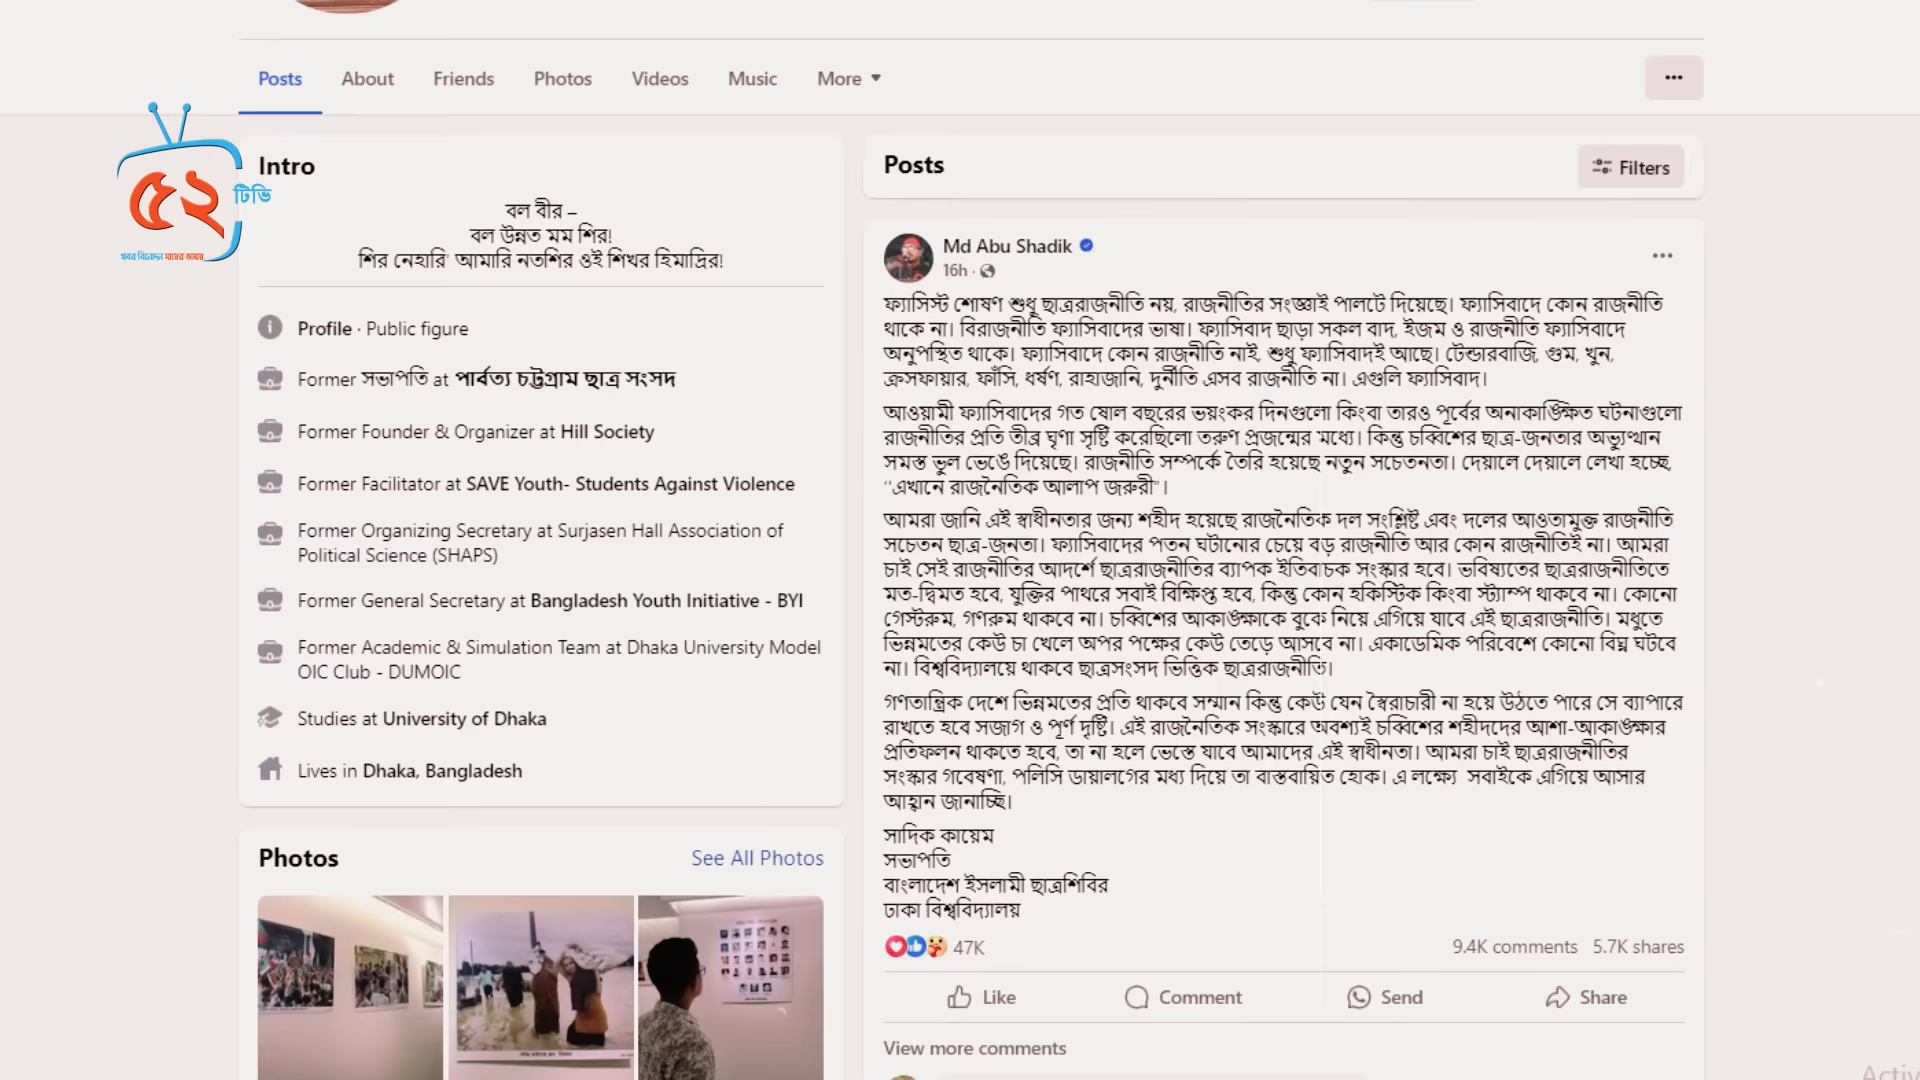 Posts About Friends Photos Videos Music More
৫২ টিভি
Intro
বল বীর –
বল উন্নত মম শির!
শির নেহারি' আমারি নতশির ওই শিখর হিমাদ্রির!
Profile · Public figure
Former সভাপতি at পার্বত্য চট্টগ্রাম ছাত্র সংসদ
Former Founder & Organizer at Hill Society
Former Facilitator at SAVE Youth- Students Against Violence
Former Organizing Secretary at Surjasen Hall Association of
Political Science (SHAPS)
Former General Secretary at Bangladesh Youth Initiative - BYI
Former Academic & Simulation Team at Dhaka University Model
OIC Club - DUMOIC
Studies at University of Dhaka
Lives in Dhaka, Bangladesh
Photos
See All Photos
Posts
Filters
Md Abu Shadik
16h ·
ফ্যাসিস্ট শোষণ শুধু ছাত্ররাজনীতি নয়, রাজনীতির সংজ্ঞাই পালটে দিয়েছে। ফ্যাসিবাদে কোন রাজনীতি
থাকে না। বিরাজনীতি ফ্যাসিবাদের ভাষা। ফ্যাসিবাদ ছাড়া সকল বাদ, ইজম ও রাজনীতি ফ্যাসিবাদে
অনুপস্থিত থাকে। ফ্যাসিবাদে কোন রাজনীতি নাই, শুধু ফ্যাসিবাদই আছে। টেন্ডারবাজি, গুম, খুন,
ক্রসফায়ার, ফাঁসি, ধর্ষণ, রাহাজানি, দুর্নীতি এসব রাজনীতি না। এগুলি ফ্যাসিবাদ।
আওয়ামী ফ্যাসিবাদের গত ষোল বছরের ভয়ংকর দিনগুলো কিংবা তারও পূর্বের অনাকাঙ্ক্ষিত ঘটনাগুলো
রাজনীতির প্রতি তীব্র ঘৃণা সৃষ্টি করেছিলো তরুণ প্রজন্মের মধ্যে। কিন্তু চব্বিশের ছাত্র-জনতার অভ্যুত্থান
সমস্ত ভুল ভেঙে দিয়েছে। রাজনীতি সম্পর্কে তৈরি হয়েছে নতুন সচেতনতা। দেয়ালে দেয়ালে লেখা হচ্ছে,
''এখানে রাজনৈতিক আলাপ জরুরী"।
আমরা জানি এই স্বাধীনতার জন্য শহীদ হয়েছে রাজনৈতিক দল সংশ্লিষ্ট এবং দলের আওতামুক্ত রাজনীতি
সচেতন ছাত্র-জনতা। ফ্যাসিবাদের পতন ঘটানোর চেয়ে বড় রাজনীতি আর কোন রাজনীতিই না। আমরা
চাই সেই রাজনীতির আদর্শে ছাত্ররাজনীতির ব্যাপক ইতিবাচক সংস্কার হবে। ভবিষ্যতের ছাত্ররাজনীতিতে
মত-দ্বিমত হবে, যুক্তির পাথরে সবাই বিক্ষিপ্ত হবে, কিন্তু কোন হকিস্টিক কিংবা স্ট্যাম্প থাকবে না। কোনো
গেস্টরুম, গণরুম থাকবে না। চব্বিশের আকাঙ্ক্ষাকে বুকে নিয়ে এগিয়ে যাবে এই ছাত্ররাজনীতি। মধুতে
ভিন্নমতের কেউ চা খেলে অপর পক্ষের কেউ তেড়ে আসবে না। একাডেমিক পরিবেশে কোনো বিঘ্ন ঘটবে
না। বিশ্ববিদ্যালয়ে থাকবে ছাত্রসংসদ ভিত্তিক ছাত্ররাজনীতি।
গণতান্ত্রিক দেশে ভিন্নমতের প্রতি থাকবে সম্মান কিন্তু কেউ যেন স্বৈরাচারী না হয়ে উঠতে পারে সে ব্যাপারে
রাখতে হবে সজাগ ও পূর্ণ দৃষ্টি। এই রাজনৈতিক সংস্কারে অবশ্যই চব্বিশের শহীদদের আশা-আকাঙ্ক্ষার
প্রতিফলন থাকতে হবে, তা না হলে ভেস্তে যাবে আমাদের এই স্বাধীনতা। আমরা চাই ছাত্ররাজনীতির
সংস্কার গবেষণা, পলিসি ডায়ালগের মধ্য দিয়ে তা বাস্তবায়িত হোক। এ লক্ষ্যে সবাইকে এগিয়ে আসার
আহ্বান জানাচ্ছি।
সাদিক কায়েম
সভাপতি
বাংলাদেশ ইসলামী ছাত্রশিবির
ঢাকা বিশ্ববিদ্যালয়
47K 9.4K comments 5.7K shares
Like Comment Send Share
View more comments
Activ